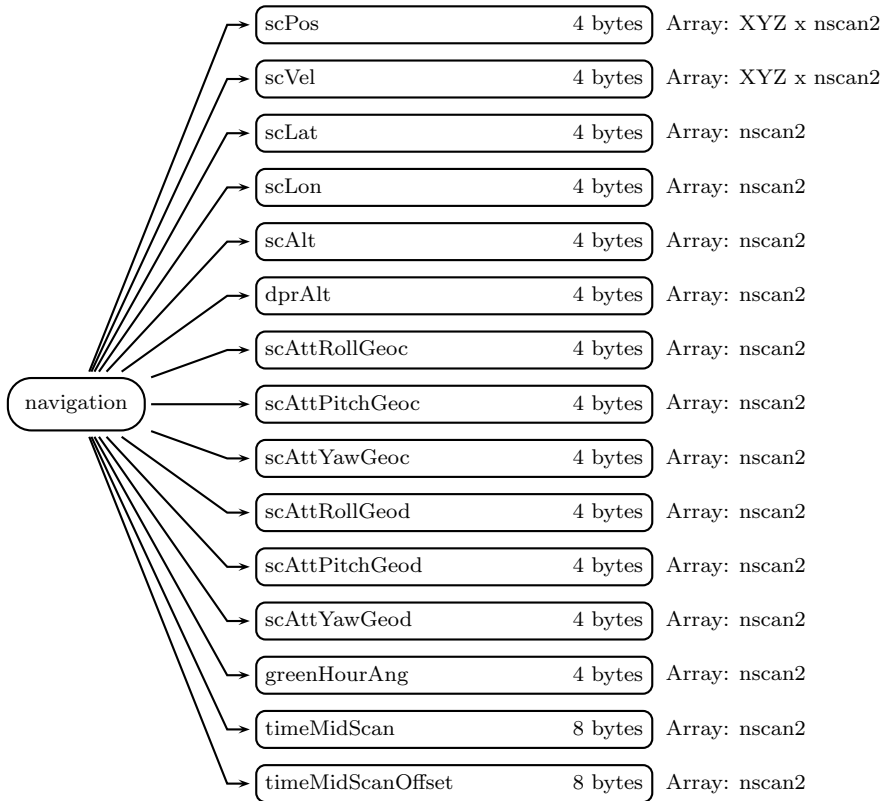 scPos 4 bytes Array: XYZ x nscan2
scVel 4 bytes Array: XYZ x nscan2
scLat 4 bytes Array: nscan2
scLon 4 bytes Array: nscan2
scAlt 4 bytes Array: nscan2
dprAlt 4 bytes Array: nscan2
scAttRollGeoc 4 bytes Array: nscan2
navigation
scAttPitchGeoc 4 bytes Array: nscan2
scAttYawGeoc 4 bytes Array: nscan2
scAttRollGeod 4 bytes Array: nscan2
scAttPitchGeod 4 bytes Array: nscan2
scAttYawGeod 4 bytes Array: nscan2
greenHourAng 4 bytes Array: nscan2
timeMidScan 8 bytes Array: nscan2
timeMidScanOffset 8 bytes Array: nscan2